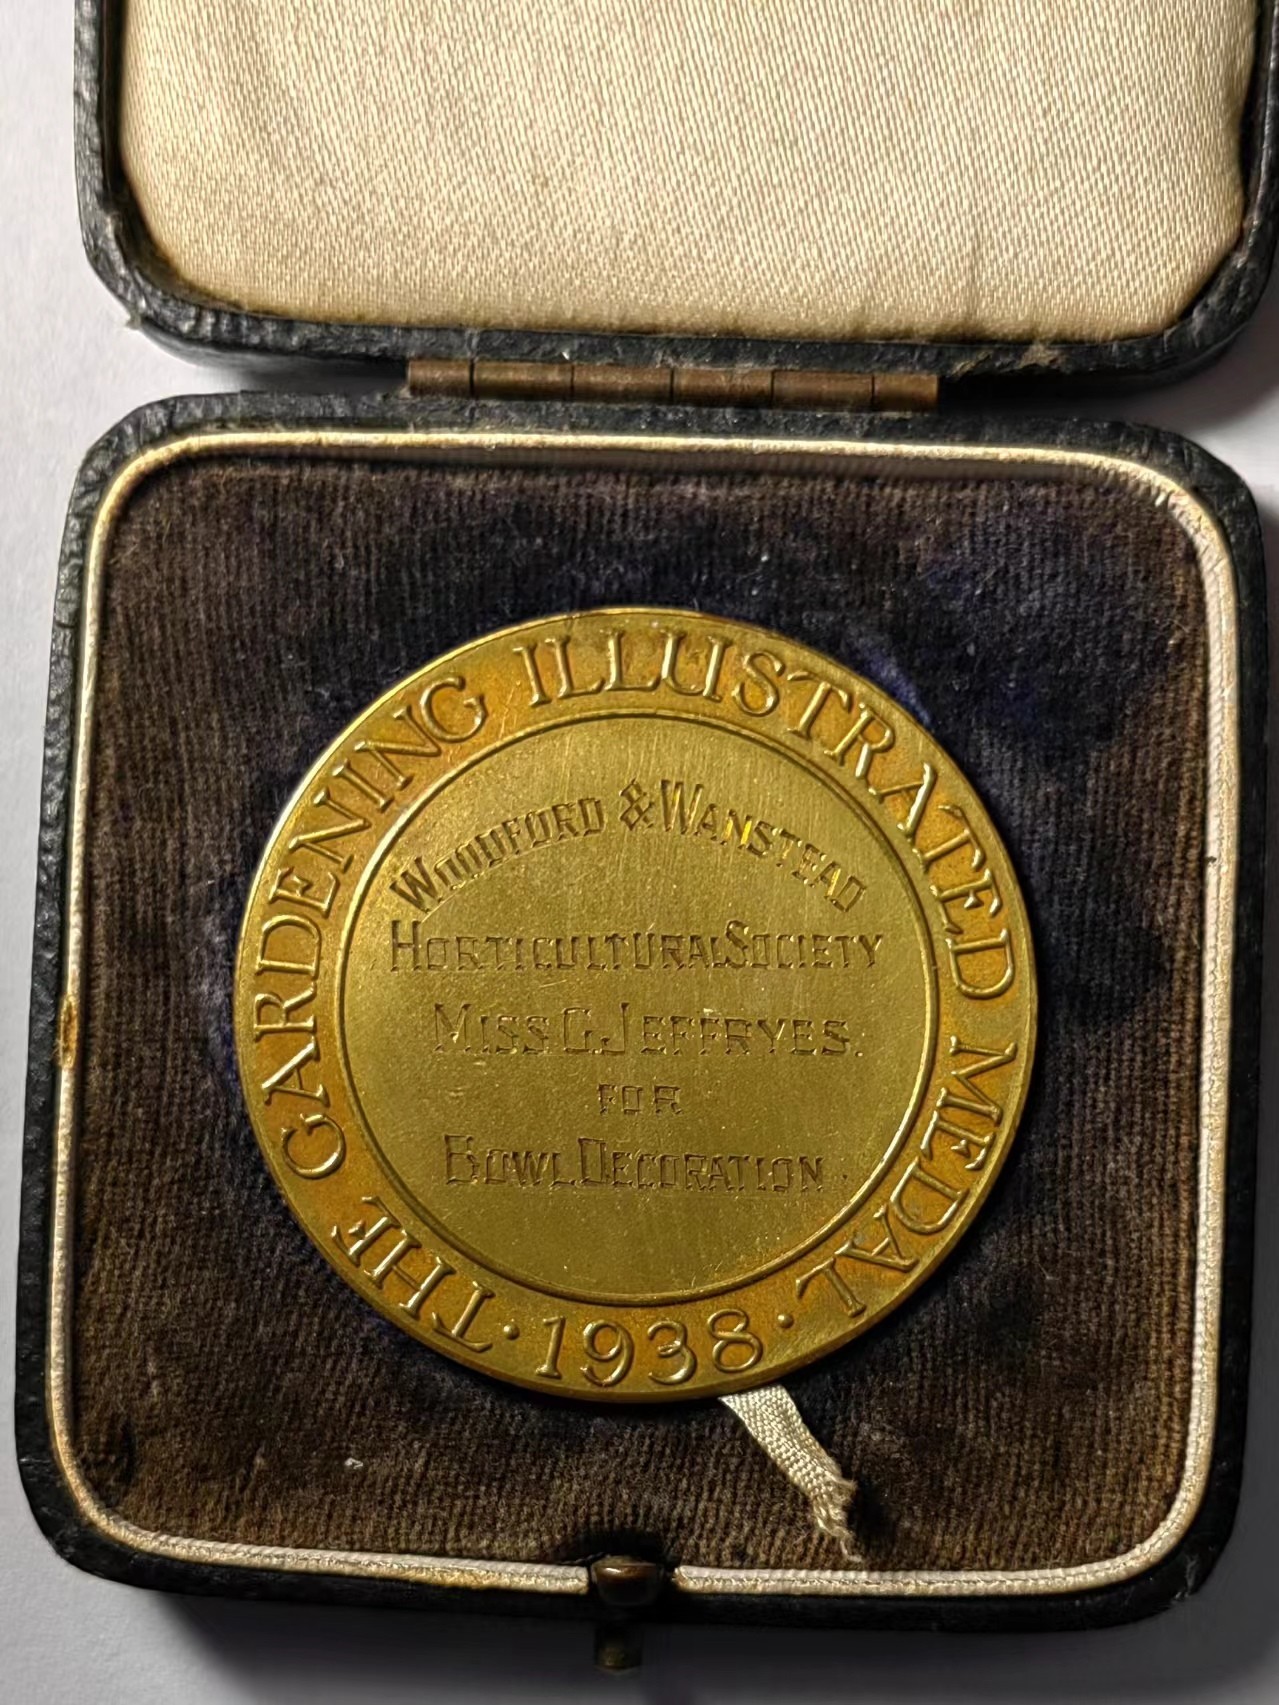 THE GARDENING ILLUSTRATED MEDAL
· 1938 ·
WOODFORD & WANSTEAD
HORTICULTURAL SOCIETY
MISS G. JEFFRYES.
FOR
BOWL DECORATION.